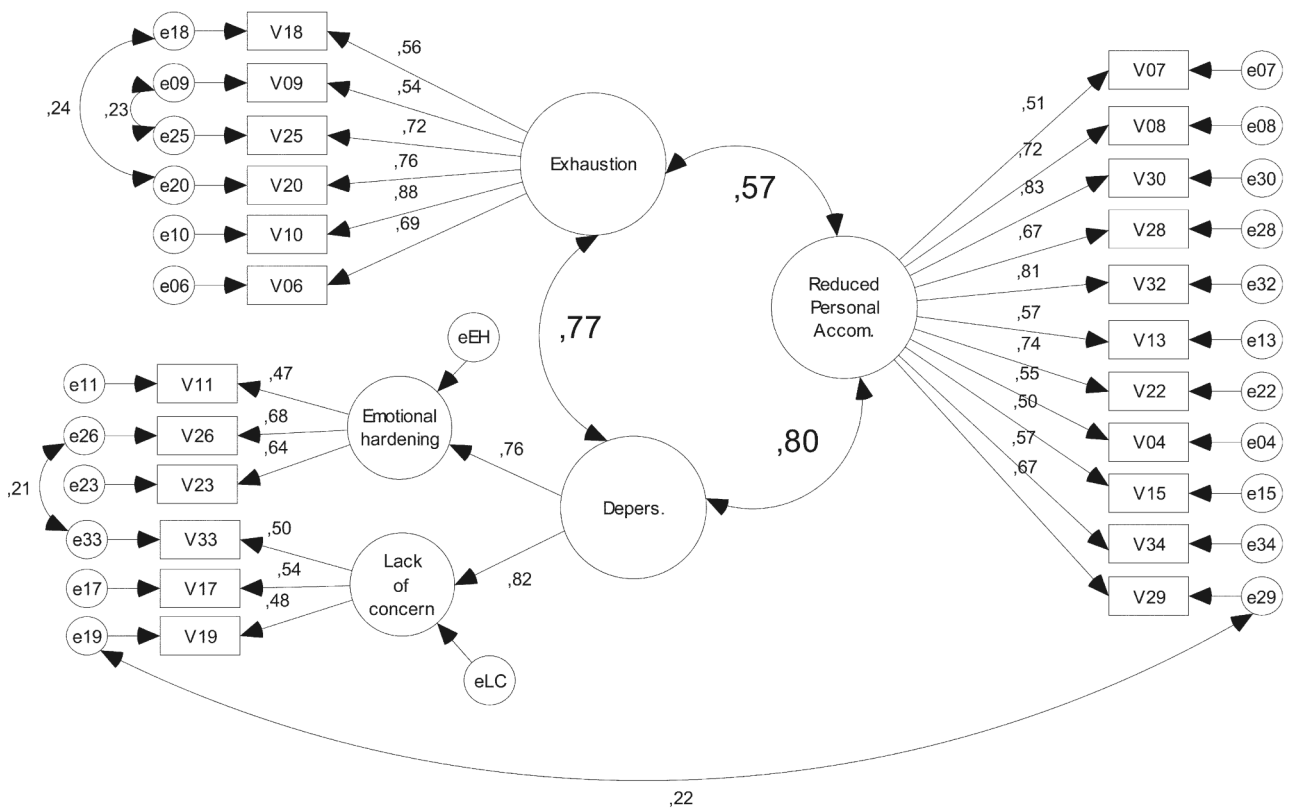 e18 V18 ,56
e09 V09 ,54
,24 ,23
e25 V25 ,72
e20 V20 ,76
e10 V10 ,88
e06 V06 ,69
Exhaustion
,57
,77
,80
Reduced
Personal
Accom.
,51 V07 e07
,72 V08 e08
,83 V30 e30
,67 V28 e28
,81 V32 e32
,57 V13 e13
,74 V22 e22
,55 V04 e04
,50 V15 e15
,57 V34 e34
,67 V29 e29
eEH
e11 V11 ,47
e26 V26 ,68
e23 V23 ,64
,21
Emotional
hardening
,76
Depers.
,82
e33 V33 ,50
e17 V17 ,54
e19 V19 ,48
Lack
of
concern
eLC
,22